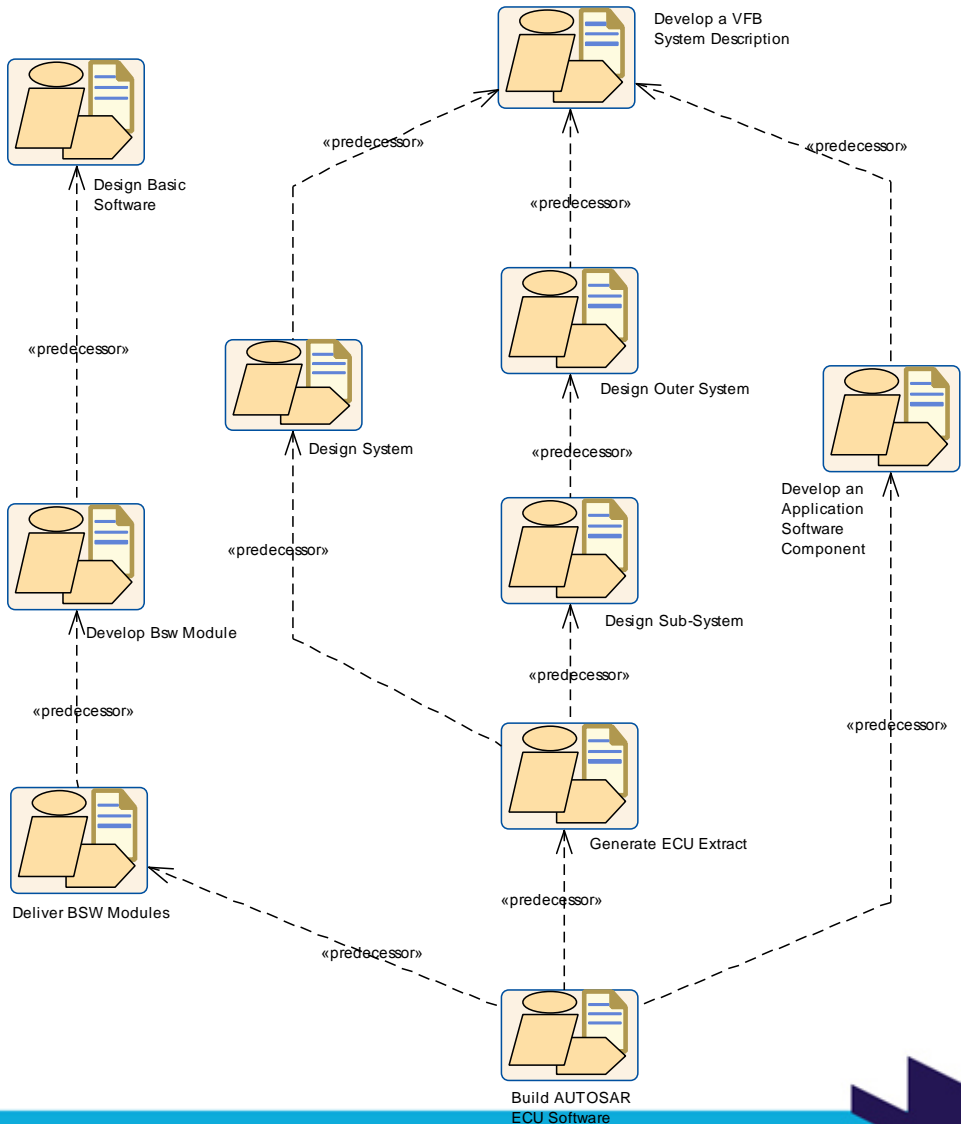 Develop a VFB
System Description
«predecessor»
«predecessor»
«predecessor»
Design Basic
Software
«predecessor»
Design System
Design Outer System
«predecessor»
Develop an
Application
Software
Component
«predecessor»
Develop Bsw Module
Design Sub-System
«predecessor»
«predecessor»
«predecessor»
Generate ECU Extract
Deliver BSW Modules
«predecessor»
«predecessor»
Build AUTOSAR
ECU Software